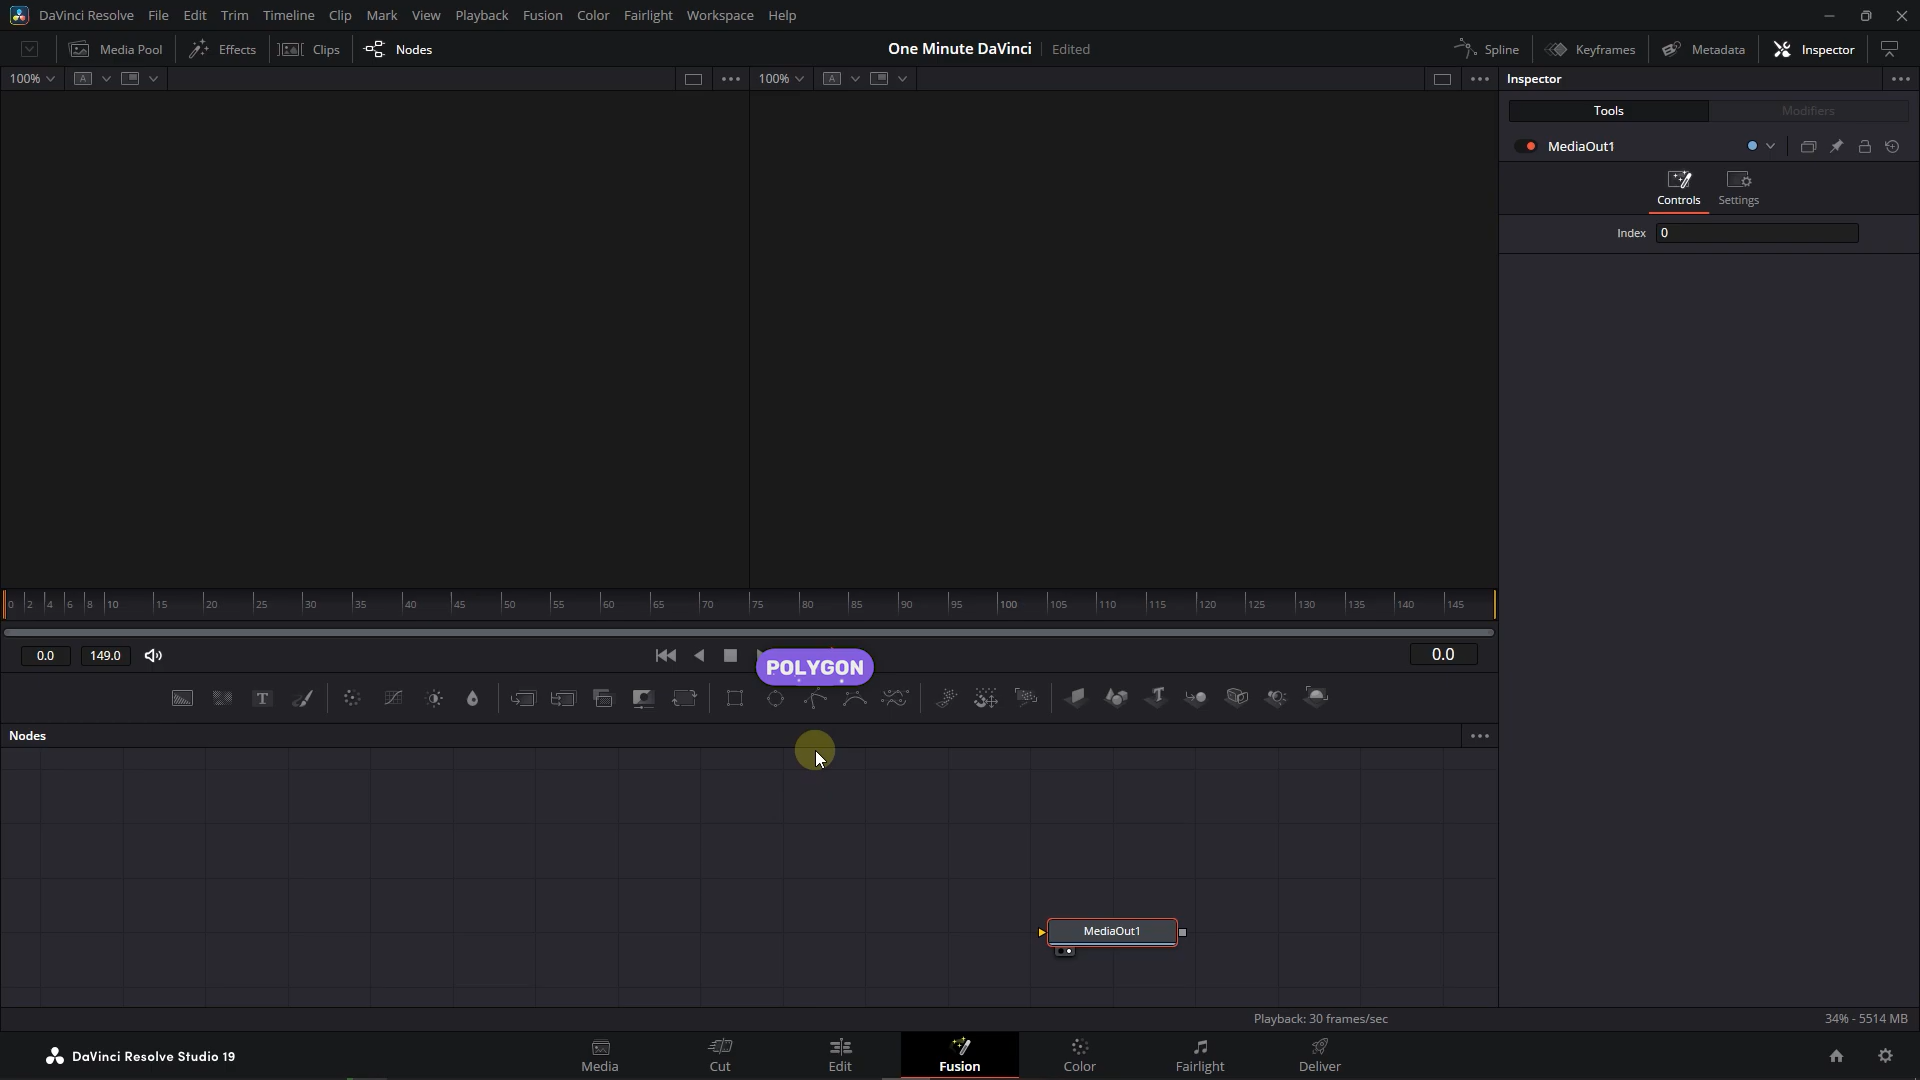 DaVinci Resolve File Edit Trim Timeline Clip Mark View Playback Fusion Color Fairlight Workspace Help
Media Pool Effects Clips Nodes One Minute DaVinci Edited Spline Keyframes Metadata Inspector
100% A 100% A Inspector
Tools Modifiers
MediaOut1
Controls Settings
Index 0
0 2 4 6 8 10 15 20 25 30 35 40 45 50 55 60 65 70 75 80 85 90 95 100 105 110 115 120 125 130 135 140 145
0.0 149.0 0.0
POLYGON
T
Nodes
MediaOut1
Playback: 30 frames/sec 34% - 5514 MB
DaVinci Resolve Studio 19 Media Cut Edit Fusion Color Fairlight Deliver